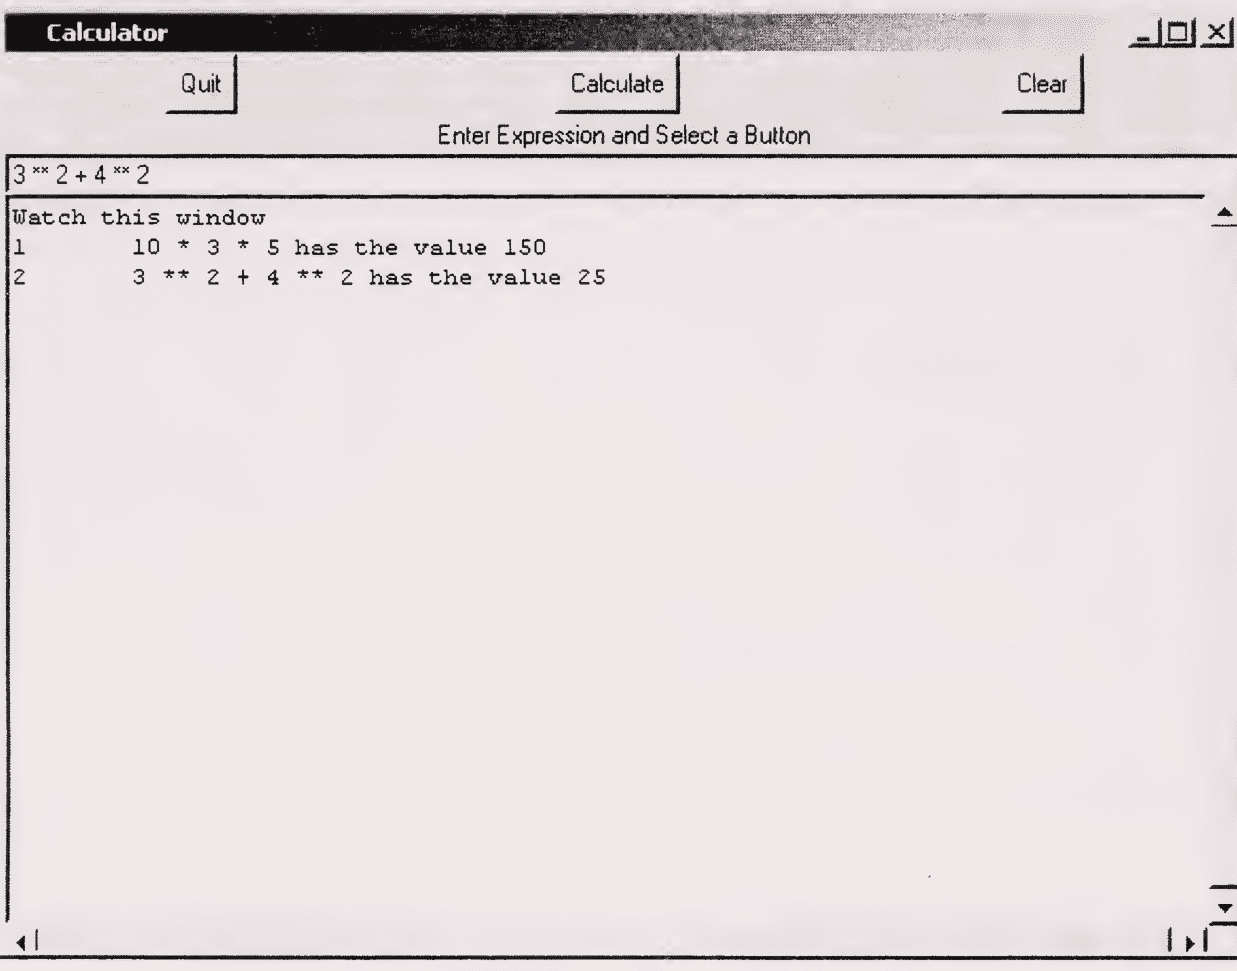 Calculator
Quit Calculate Clear
Enter Expression and Select a Button
3 ** 2 + 4 ** 2
Watch this window
1 10 * 3 * 5 has the value 150
2 3 ** 2 + 4 ** 2 has the value 25